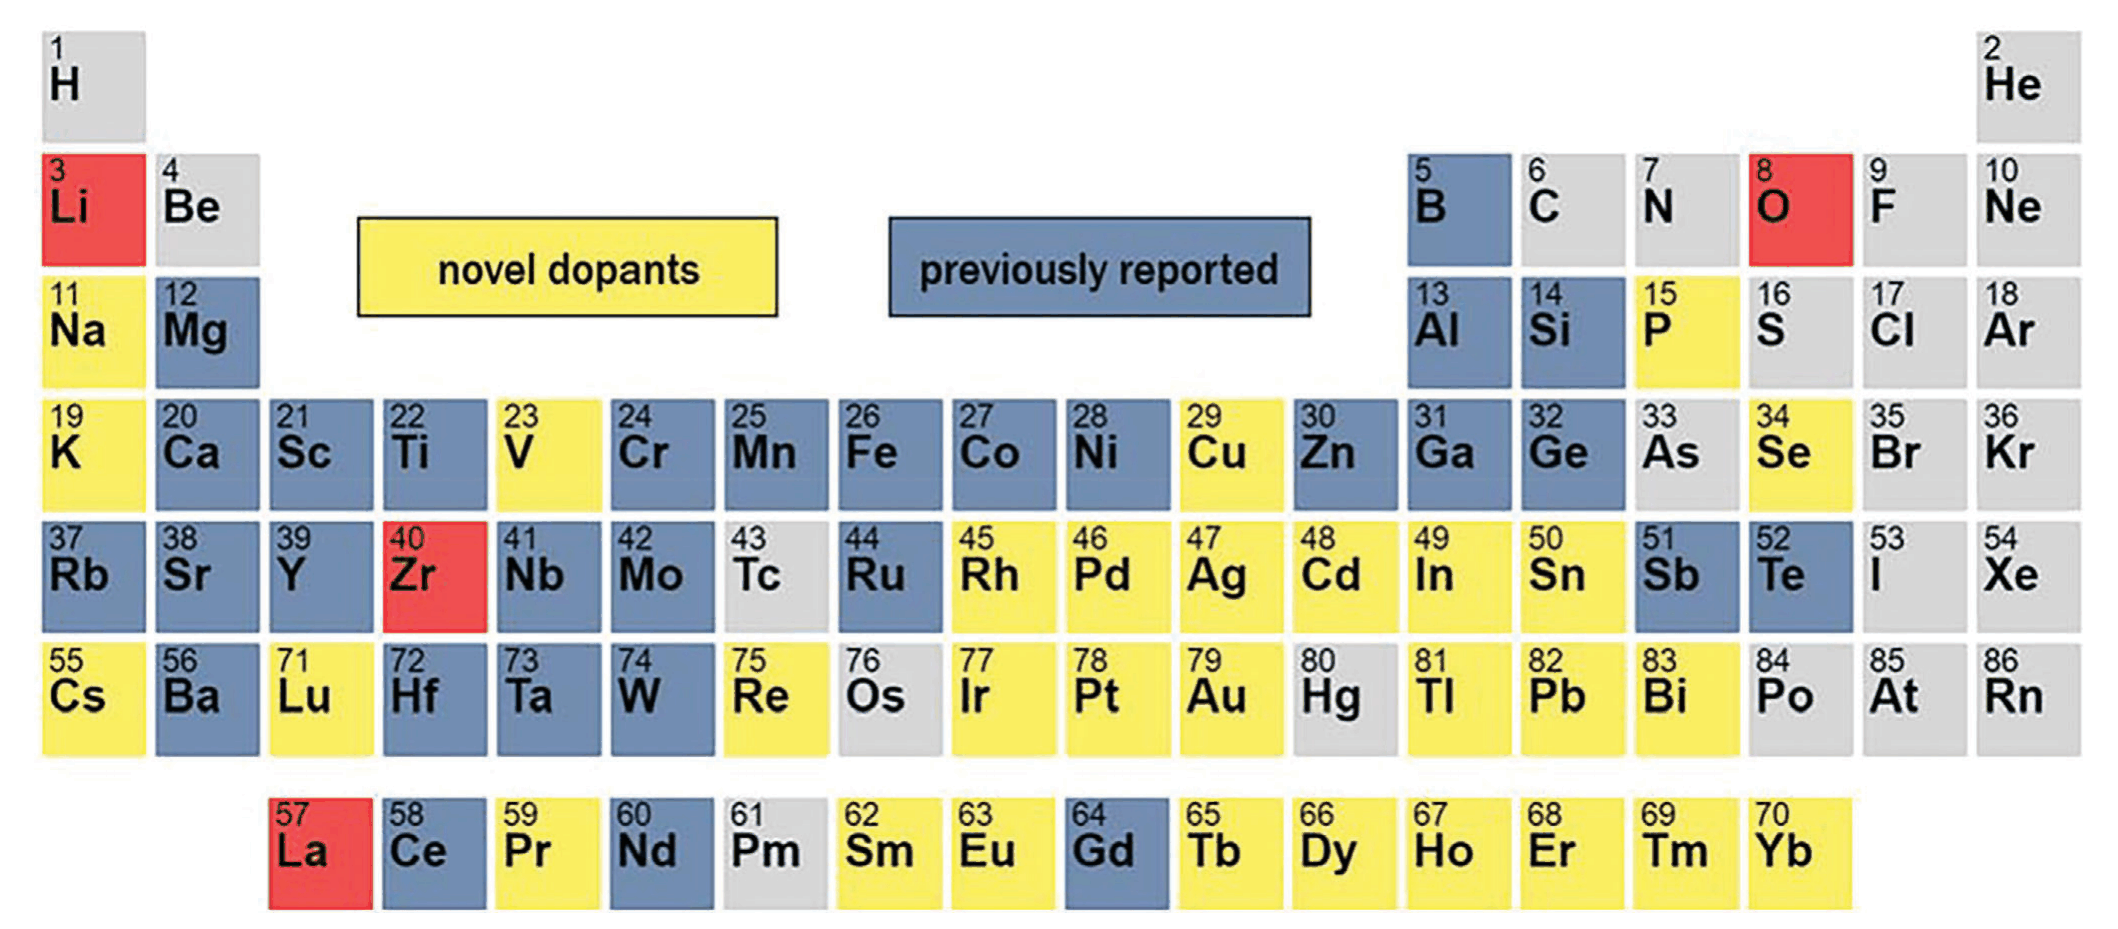 1 2
H He
3 4 5 6 7 8 9 10
Li Be B C N O F Ne
novel dopants previously reported
11 12 13 14 15 16 17 18
Na Mg Al Si P S Cl Ar
19 20 21 22 23 24 25 26 27 28 29 30 31 32 33 34 35 36
K Ca Sc Ti V Cr Mn Fe Co Ni Cu Zn Ga Ge As Se Br Kr
37 38 39 40 41 42 43 44 45 46 47 48 49 50 51 52 53 54
Rb Sr Y Zr Nb Mo Tc Ru Rh Pd Ag Cd In Sn Sb Te I Xe
55 56 71 72 73 74 75 76 77 78 79 80 81 82 83 84 85 86
Cs Ba Lu Hf Ta W Re Os Ir Pt Au Hg Tl Pb Bi Po At Rn
57 58 59 60 61 62 63 64 65 66 67 68 69 70
La Ce Pr Nd Pm Sm Eu Gd Tb Dy Ho Er Tm Yb